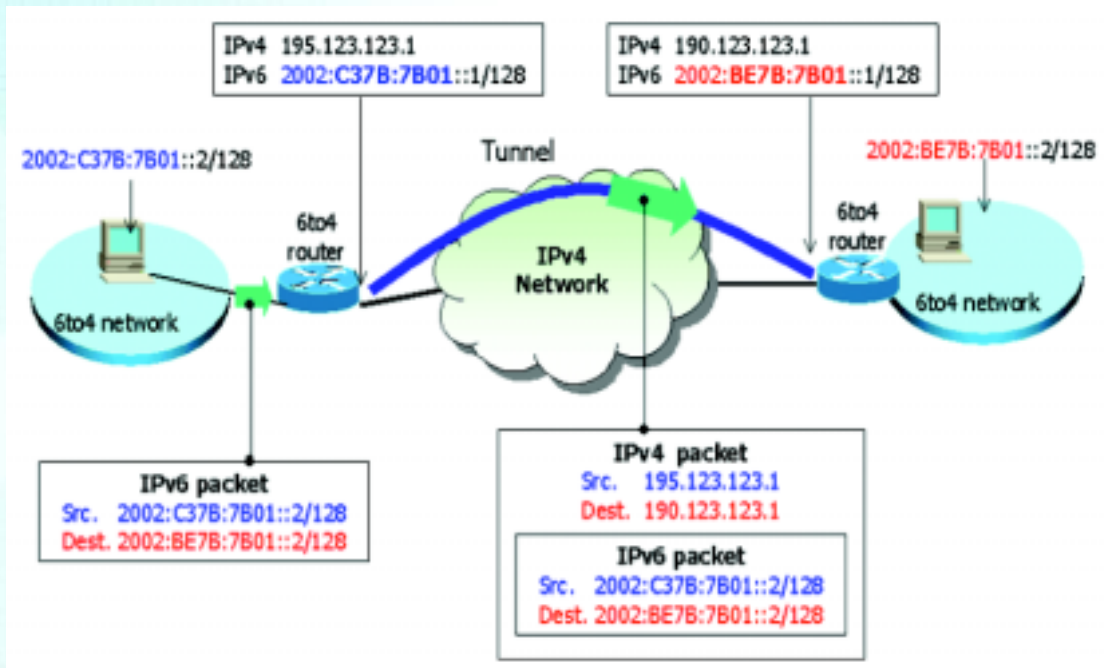 IPv4 195.123.123.1
IPv6 2002:C37B:7B01::1/128
IPv4 190.123.123.1
IPv6 2002:BE7B:7B01::1/128
2002:C37B:7B01::2/128
Tunnel
2002:BE7B:7B01::2/128
6to4
router
6to4
router
IPv4
Network
6to4 network
6to4 network
IPv6 packet
Src. 2002:C37B:7B01::2/128
Dest. 2002:BE7B:7B01::2/128
IPv4 packet
Src. 195.123.123.1
Dest. 190.123.123.1
IPv6 packet
Src. 2002:C37B:7B01::2/128
Dest. 2002:BE7B:7B01::2/128